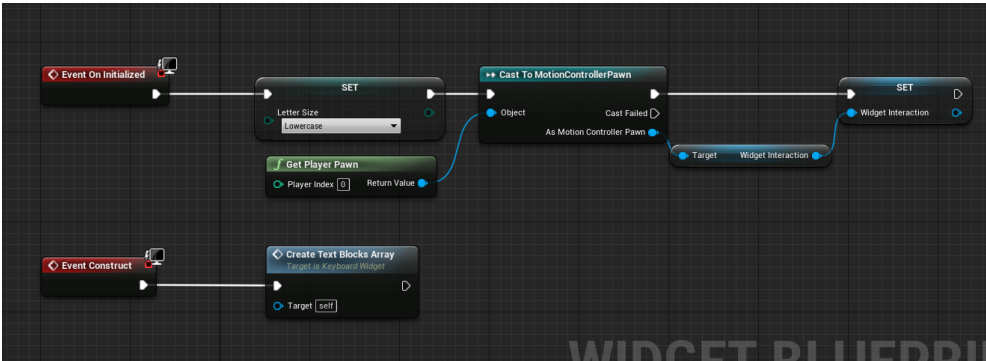 Event On Initialized
SET
Letter Size
Lowercase
Cast To MotionControllerPawn
Object
Cast Failed
As Motion Controller Pawn
SET
Widget Interaction
Target Widget Interaction
Get Player Pawn
Player Index 0 Return Value
Event Construct
Create Text Blocks Array
Target is Keyboard Widget
Target self
WIDGET BLUEPRI